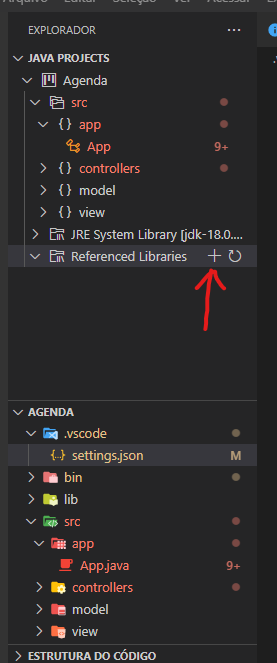 Arquivo Editar Seleção Ver Acessar
EXPLORADOR
JAVA PROJECTS
Agenda
src
{} app
App 9+
{} controllers
{} model
{} view
JRE System Library [jdk-18.0....
Referenced Libraries
AGENDA
.vscode
{..} settings.json M
bin
lib
src
app
App.java 9+
controllers
model
view
ESTRUTURA DO CÓDIGO